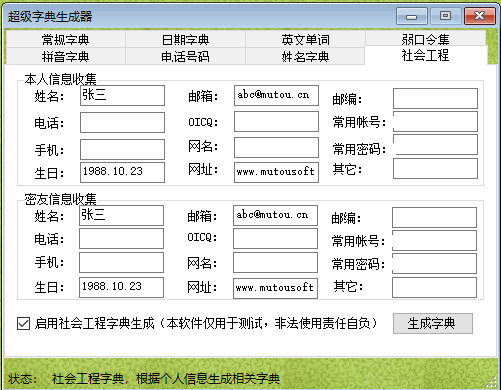 超级字典生成器
常规字典 日期字典 英文单词 弱口令集
拼音字典 电话号码 姓名字典 社会工程
本人信息收集
姓名： 张三 邮箱： abc@mutou.cn 邮编：
电话： OICQ： 常用帐号：
手机： 网名： 常用密码：
生日： 1988.10.23 网址： www.mutousoft 其它：
密友信息收集
姓名： 张三 邮箱： abc@mutou.cn 邮编：
电话： OICQ： 常用帐号：
手机： 网名： 常用密码：
生日： 1988.10.23 网址： www.mutousoft 其它：
启用社会工程字典生成（本软件仅用于测试，非法使用责任自负） 生成字典
状态： 社会工程字典，根据个人信息生成相关字典